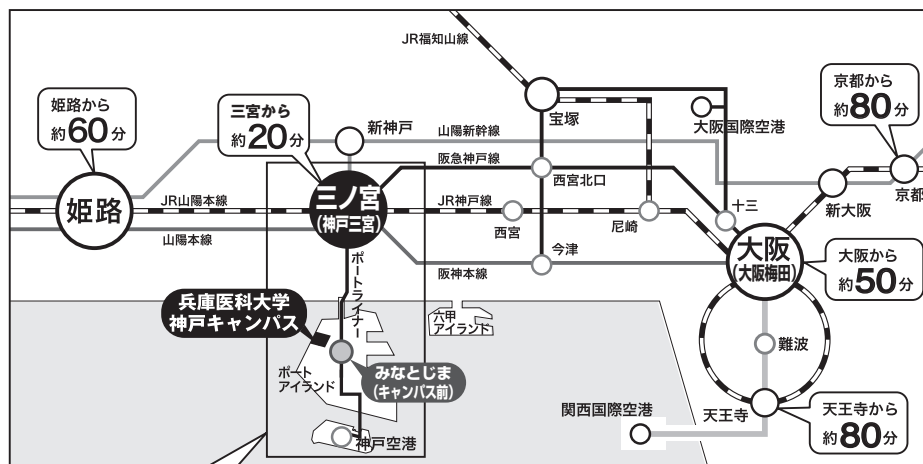 JR福知山線
姫路から
約60分
三宮から
約20分
新神戸
山陽新幹線
宝塚
大阪国際空港
京都から
約80分
阪急神戸線
西宮北口
京都
新大阪
姫路
JR山陽本線
山陽本線
三ノ宮
(神戸三宮)
JR神戸線
西宮
尼崎
十三
今津
阪神本線
大阪
(大阪梅田)
大阪から
約50分
ポートライナー
兵庫医科大学
神戸キャンパス
六甲
アイランド
ポート
アイランド
みなとじま
(キャンパス前)
神戸空港
難波
関西国際空港
天王寺
天王寺から
約80分